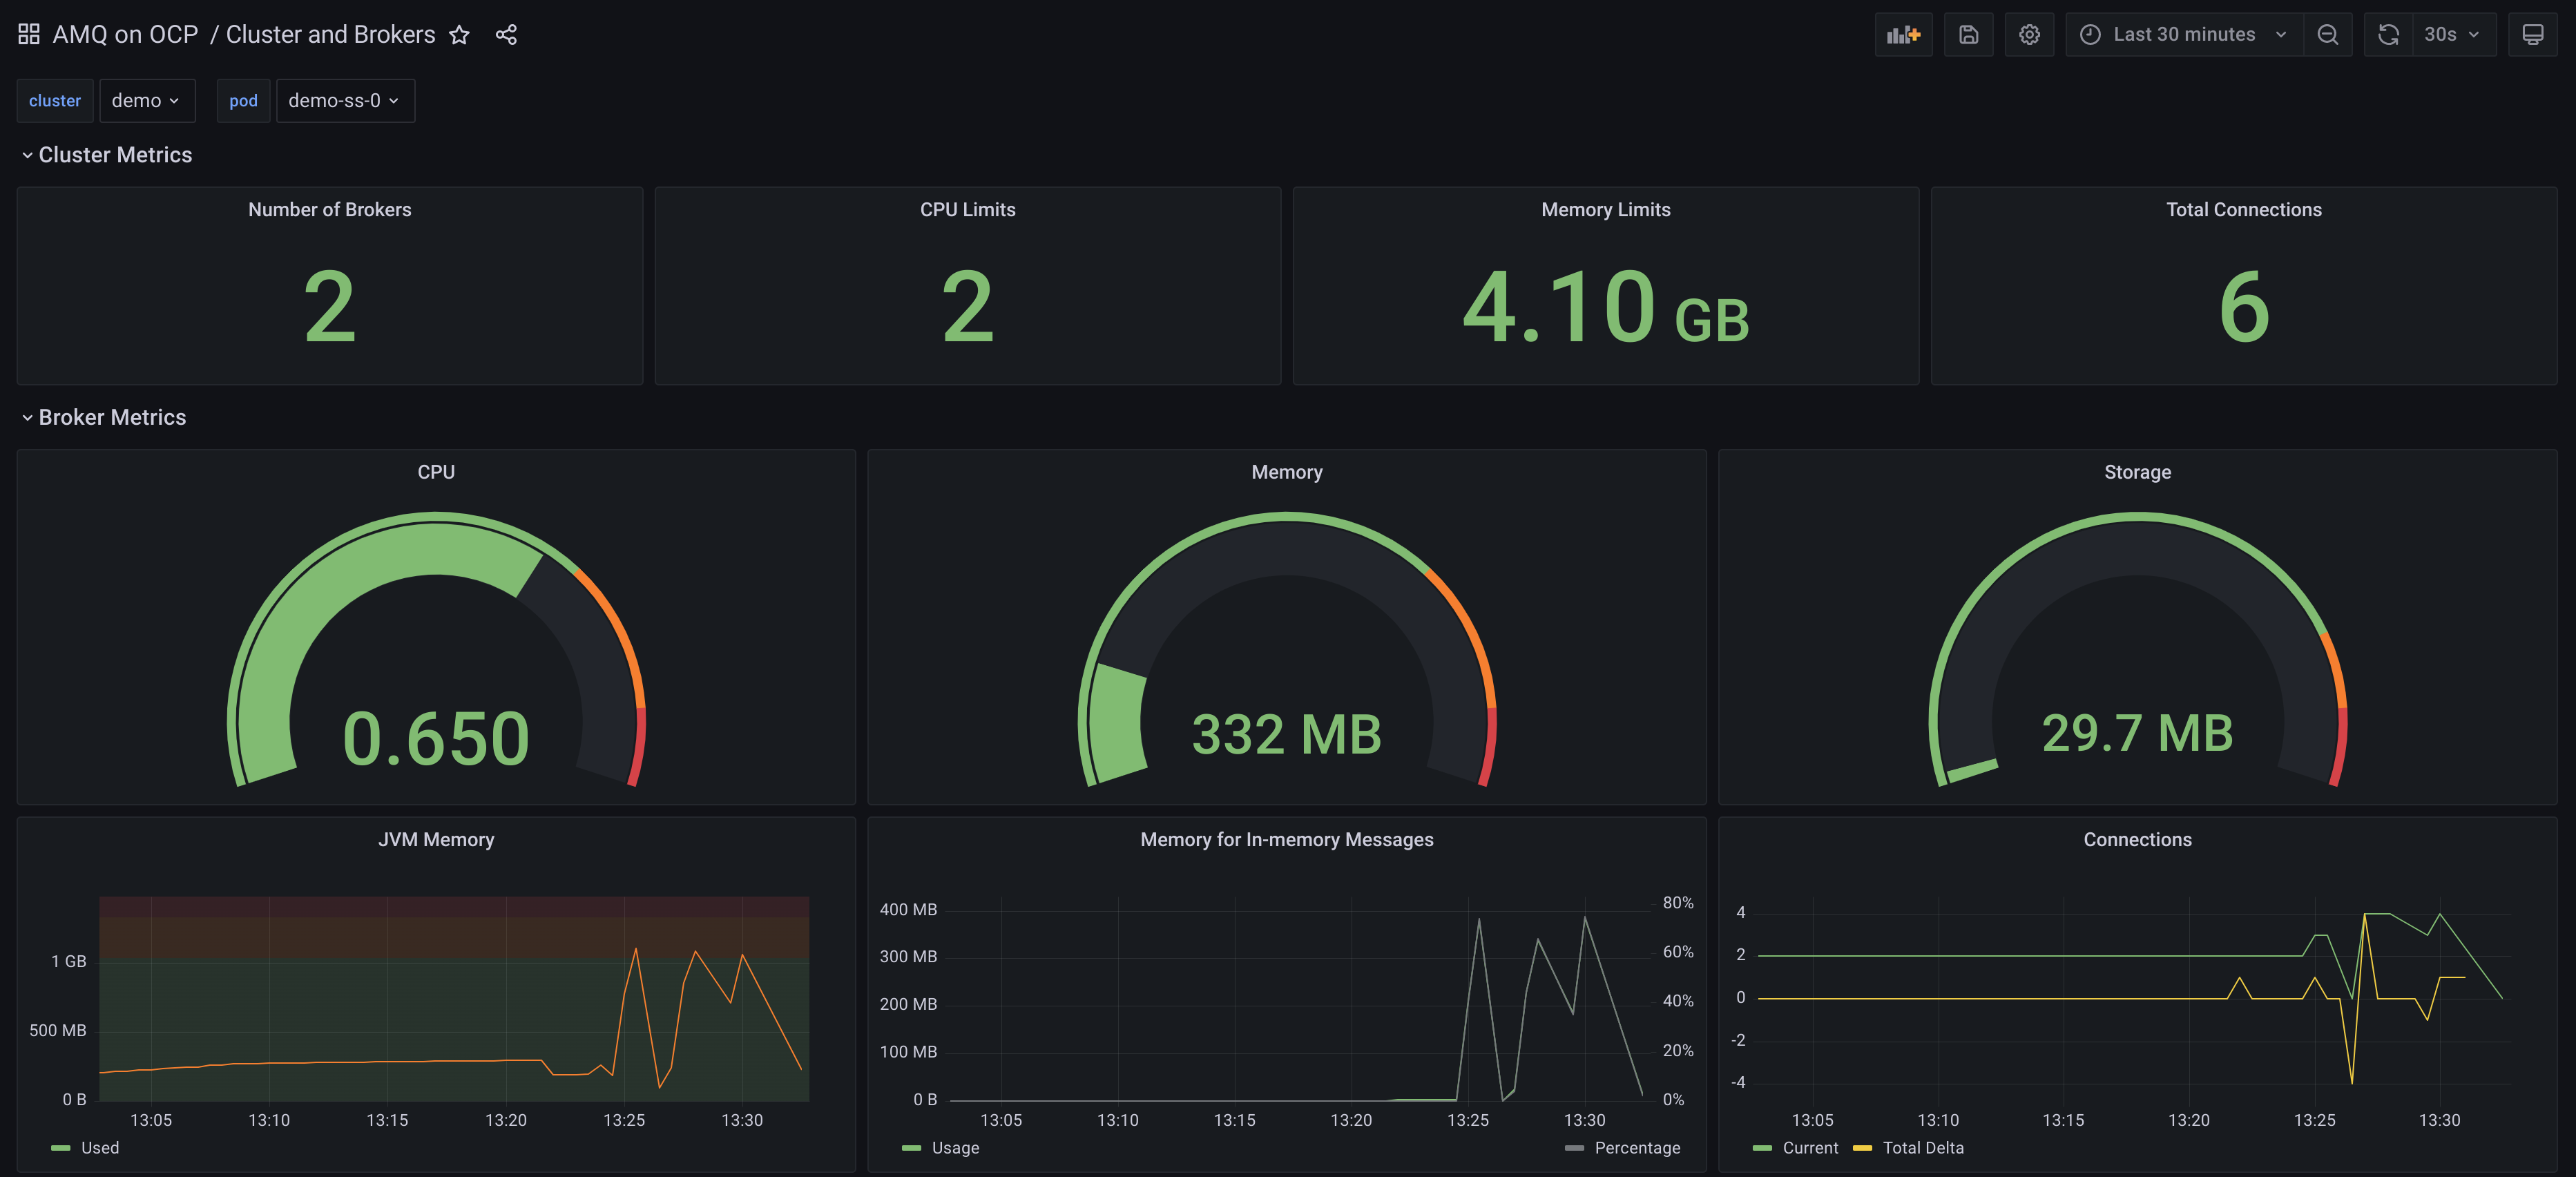 AMQ on OCP / Cluster and Brokers
Last 30 minutes
30s
cluster
demo
pod
demo-ss-0
Cluster Metrics
Number of Brokers
2
CPU Limits
2
Memory Limits
4.10 GB
Total Connections
6
Broker Metrics
CPU
0.650
Memory
332 MB
Storage
29.7 MB
JVM Memory
1 GB
500 MB
0 B
13:05 13:10 13:15 13:20 13:25 13:30
Used
Memory for In-memory Messages
400 MB
300 MB
200 MB
100 MB
0 B
80%
60%
40%
20%
0%
13:05 13:10 13:15 13:20 13:25 13:30
Usage
Percentage
Connections
4
2
0
-2
-4
13:05 13:10 13:15 13:20 13:25 13:30
Current Total Delta